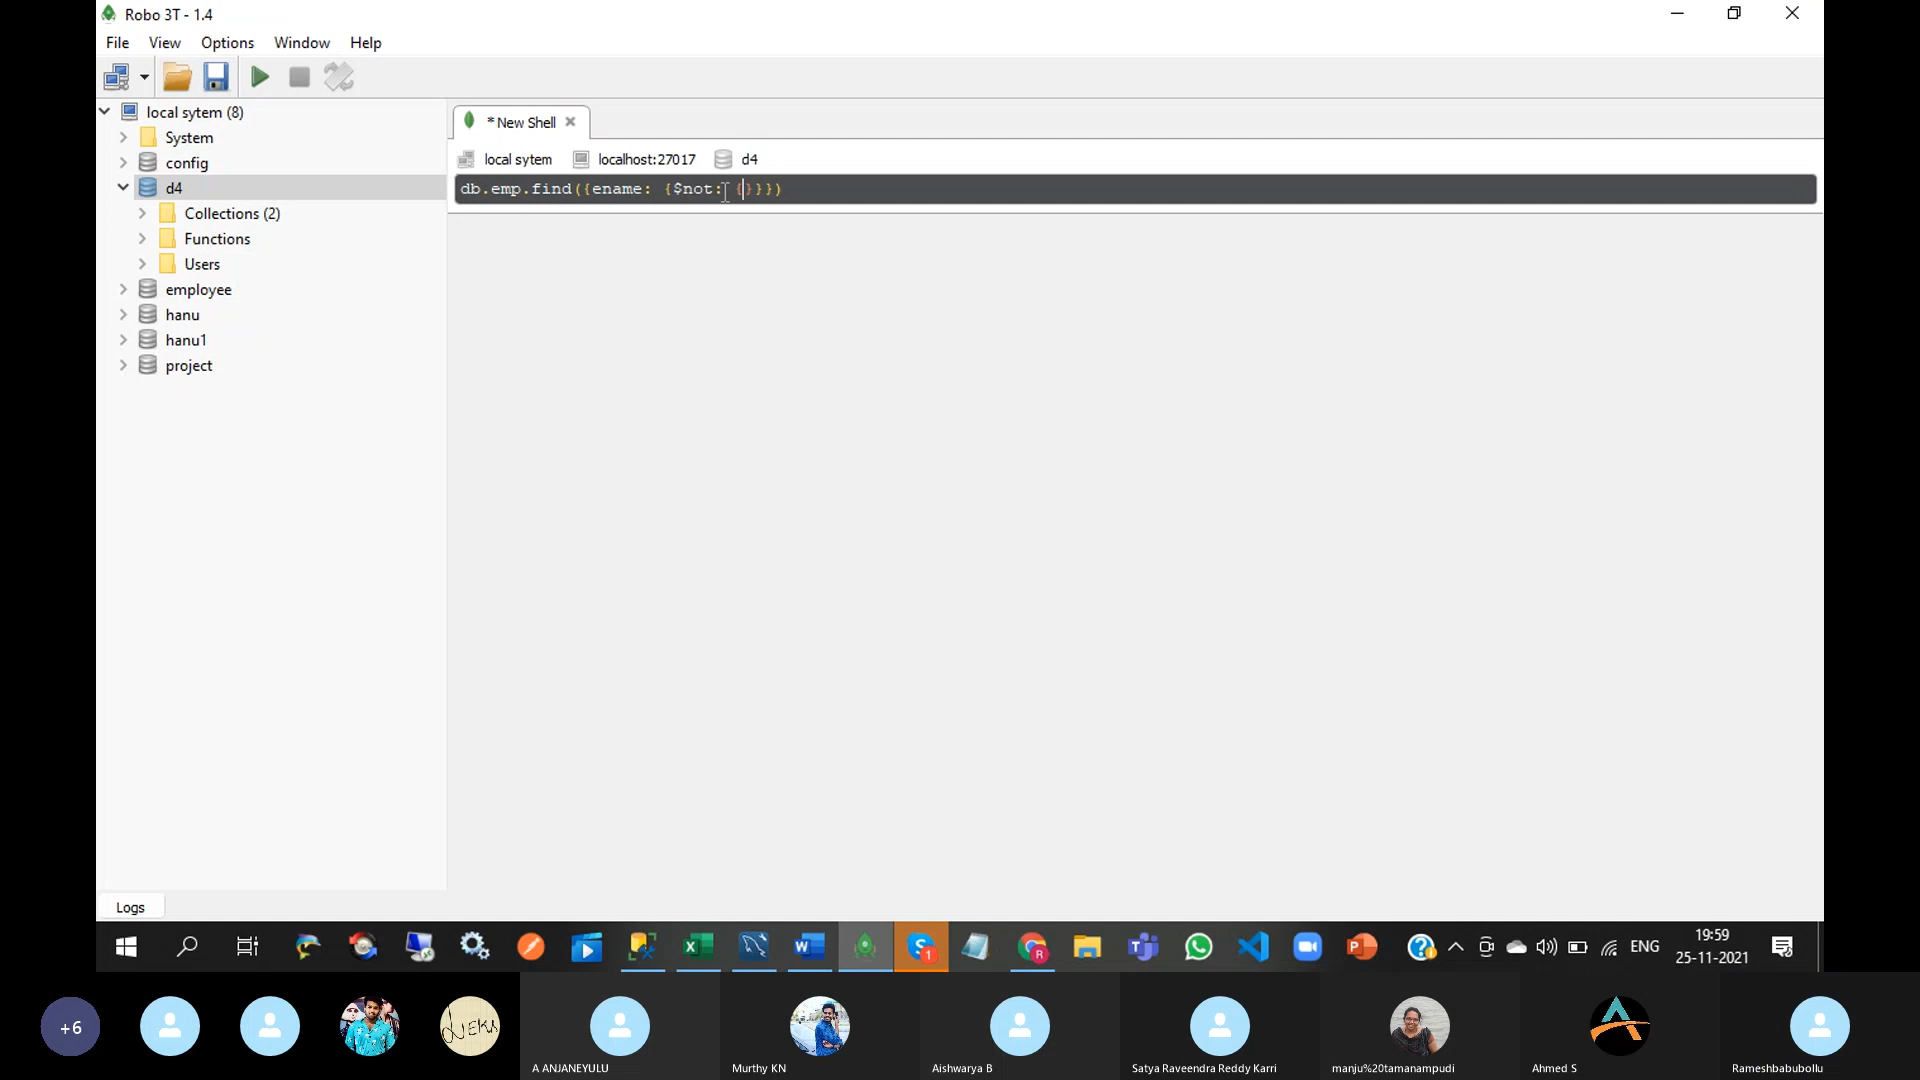 Robo 3T - 1.4
File View Options Window Help
local sytem (8)
System
config
d4
Collections (2)
Functions
Users
employee
hanu
hanu1
project
* New Shell
local sytem localhost:27017 d4
db.emp.find({ename: {$not: {}}})
Logs
ENG
19:59
25-11-2021
+6
A ANJANEYULU
Murthy KN
Aishwarya B
Satya Raveendra Reddy Karri
manju%20tamanampudi
Ahmed S
Rameshbabubollu